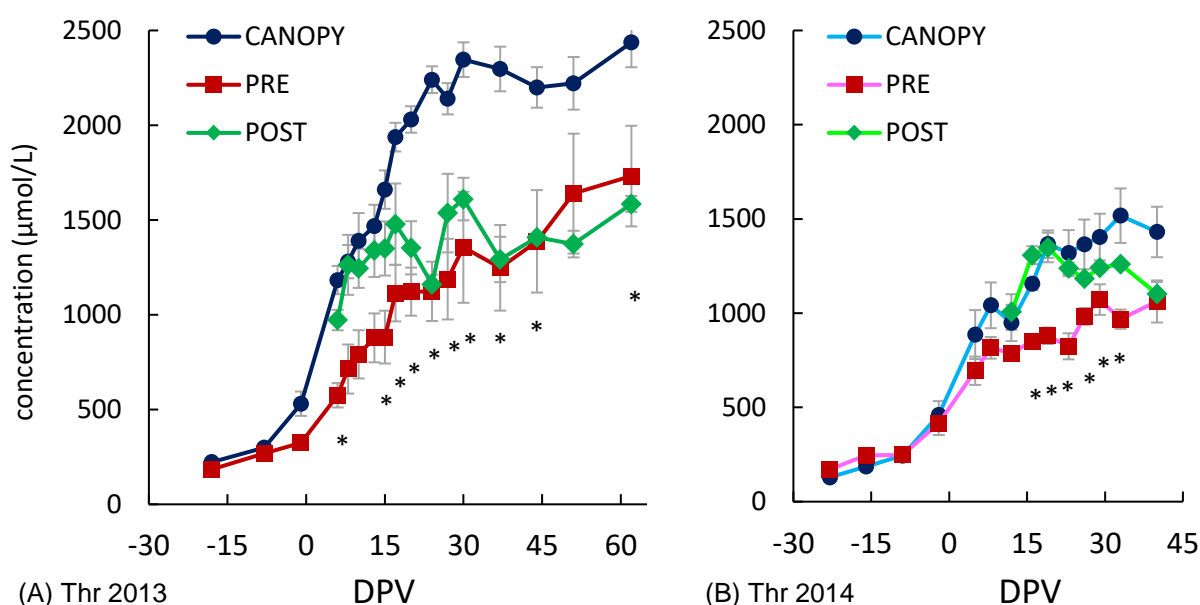 concentration (µmol/L)
2500
2000
1500
1000
500
0
CANOPY
PRE
POST
*
*
*
*
*
*
*
*
*
*
-30 -15 0 15 30 45 60
(A) Thr 2013 DPV
2500
2000
1500
1000
500
0
CANOPY
PRE
POST
*
*
*
*
*
*
-30 -15 0 15 30 45
(B) Thr 2014 DPV